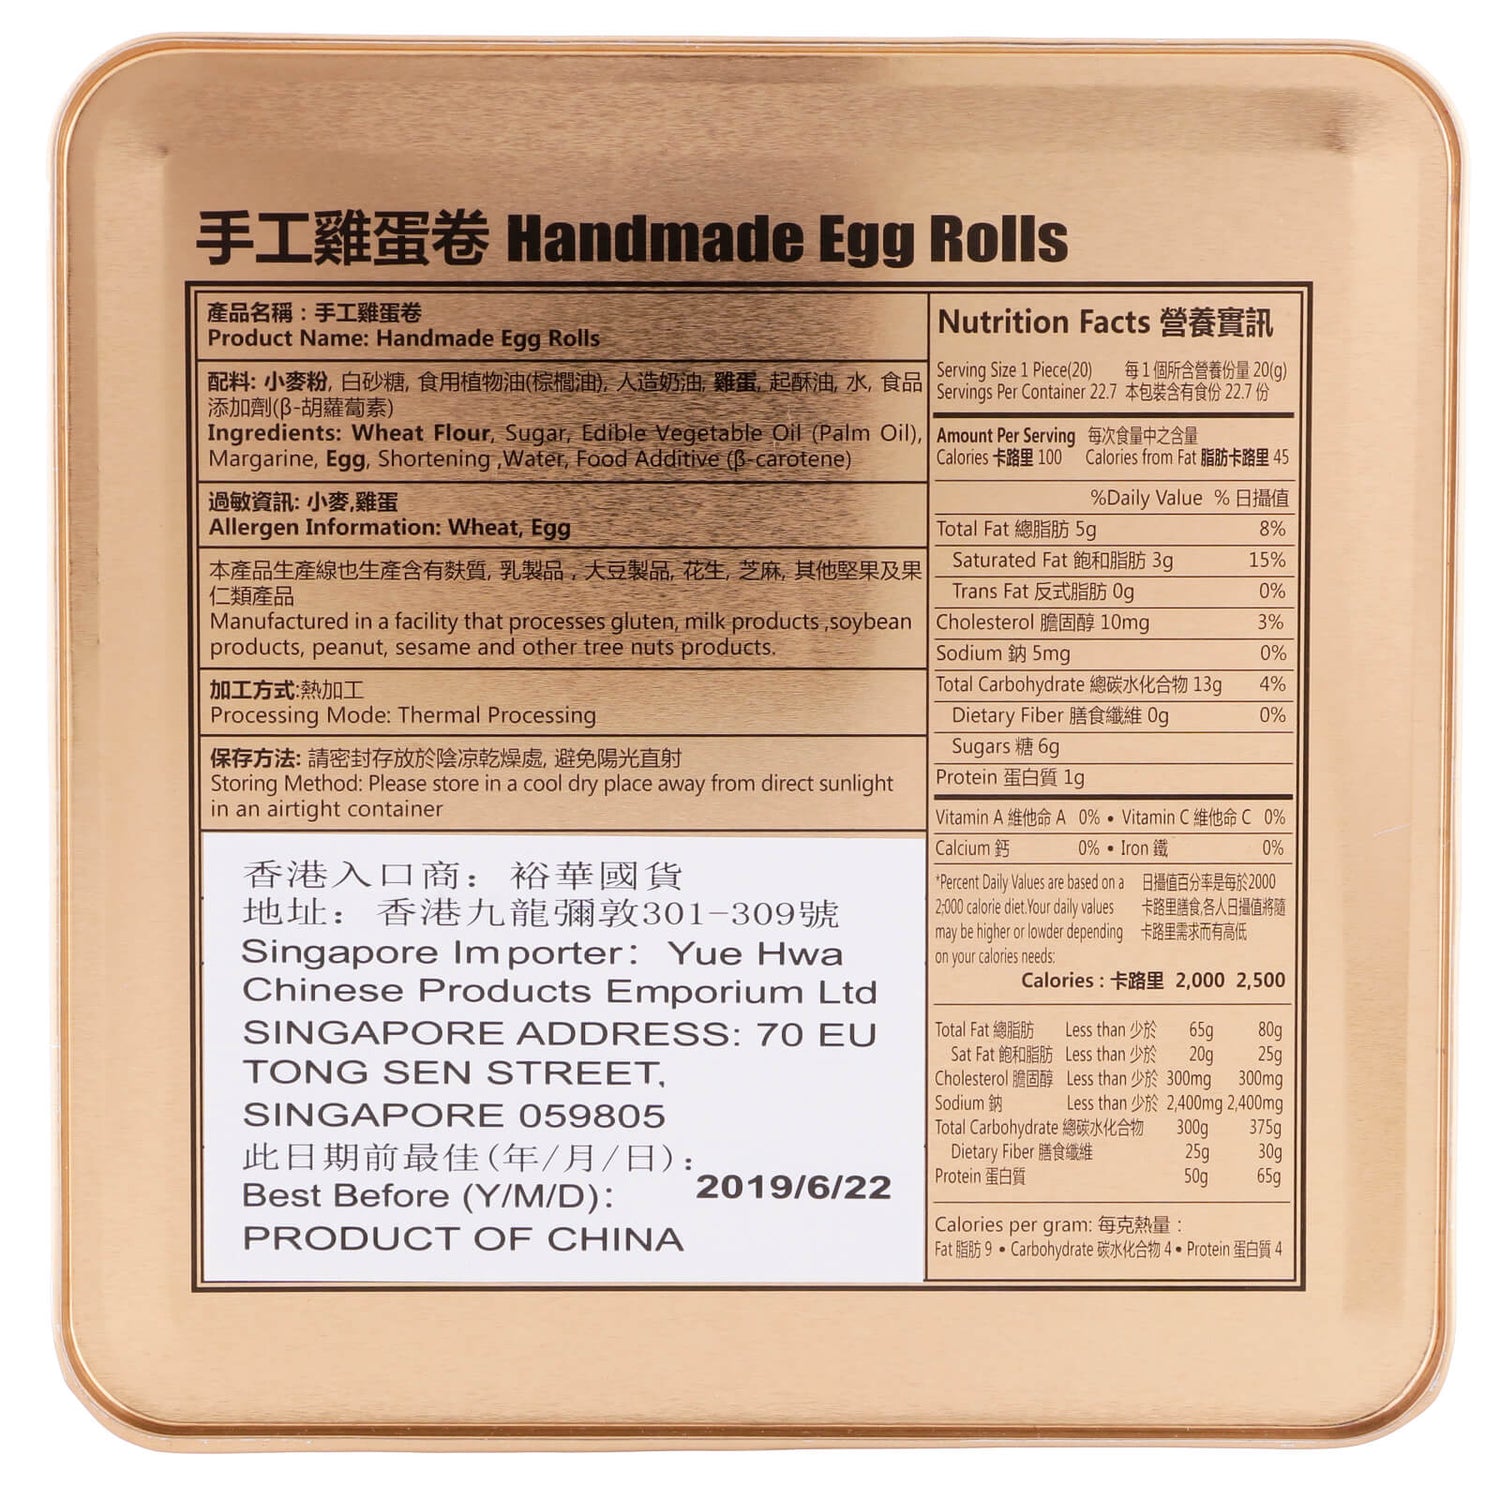 手工雞蛋卷 Handmade Egg Rolls
產品名稱：手工雞蛋卷
Product Name: Handmade Egg Rolls
配料: 小麥粉, 白砂糖, 食用植物油(棕櫚油), 人造奶油, 雞蛋, 起酥油, 水, 食品
添加劑(β-胡蘿蔔素)
Ingredients: Wheat Flour, Sugar, Edible Vegetable Oil (Palm Oil),
Margarine, Egg, Shortening ,Water, Food Additive (β-carotene)
過敏資訊: 小麥,雞蛋
Allergen Information: Wheat, Egg
本產品生產線也生產含有麩質, 乳製品 , 大豆製品, 花生, 芝麻, 其他堅果及果
仁類產品
Manufactured in a facility that processes gluten, milk products ,soybean
products, peanut, sesame and other tree nuts products.
加工方式:熱加工
Processing Mode: Thermal Processing
保存方法: 請密封存放於陰凉乾燥處, 避免陽光直射
Storing Method: Please store in a cool dry place away from direct sunlight
in an airtight container
香港入口商：裕華國貨
地址：香港九龍彌敦301-309號
Singapore Importer: Yue Hwa
Chinese Products Emporium Ltd
SINGAPORE ADDRESS: 70 EU
TONG SEN STREET,
SINGAPORE 059805
此日期前最佳(年/月/日):
Best Before (Y/M/D): 2019/6/22
PRODUCT OF CHINA
Nutrition Facts 營養實訊
Serving Size 1 Piece(20) 每1個所含營養份量 20(g)
Servings Per Container 22.7 本包裝含有食份 22.7 份
Amount Per Serving 每次食量中之含量
Calories 卡路里 100 Calories from Fat 脂肪卡路里 45
%Daily Value % 日攝值
Total Fat 總脂肪 5g 8%
Saturated Fat 飽和脂肪 3g 15%
Trans Fat 反式脂肪 0g 0%
Cholesterol 膽固醇 10mg 3%
Sodium 鈉 5mg 0%
Total Carbohydrate 總碳水化合物 13g 4%
Dietary Fiber 膳食纖維 0g 0%
Sugars 糖 6g
Protein 蛋白質 1g
Vitamin A 維他命 A 0% • Vitamin C 維他命 C 0%
Calcium 鈣 0% • Iron 鐵 0%
*Percent Daily Values are based on a 日攝值百分率是每於2000
2;000 calorie diet.Your daily values 卡路里膳食,各人日攝值將隨
may be higher or lowder depending 卡路里需求而有高低
on your calories needs:
Calories : 卡路里 2,000 2,500
Total Fat 總脂肪 Less than 少於 65g 80g
Sat Fat 飽和脂肪 Less than 少於 20g 25g
Cholesterol 膽固醇 Less than 少於 300mg 300mg
Sodium 鈉 Less than 少於 2,400mg 2,400mg
Total Carbohydrate 總碳水化合物 300g 375g
Dietary Fiber 膳食纖維 25g 30g
Protein 蛋白質 50g 65g
Calories per gram: 每克熱量 :
Fat 脂肪 9 • Carbohydrate 碳水化合物 4 • Protein 蛋白質 4